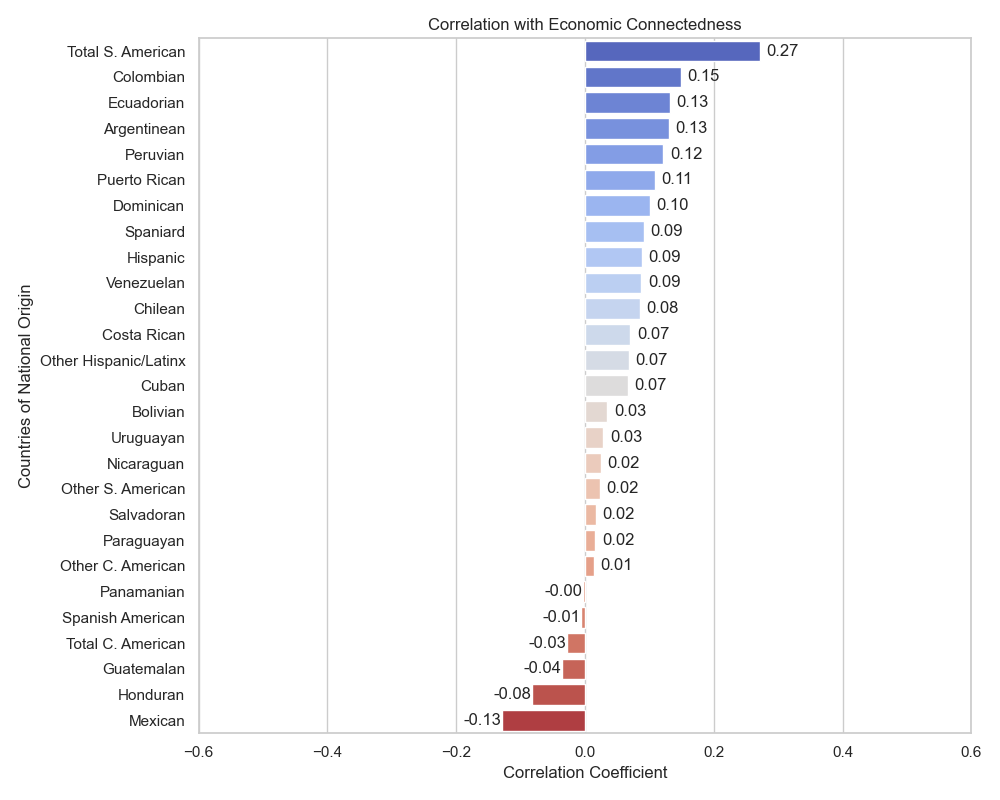 Correlation with Economic Connectedness
Total S. American 0.27
Colombian 0.15
Ecuadorian 0.13
Argentinean 0.13
Peruvian 0.12
Puerto Rican 0.11
Dominican 0.10
Spaniard 0.09
Hispanic 0.09
Venezuelan 0.09
Chilean 0.08
Costa Rican 0.07
Other Hispanic/Latinx 0.07
Cuban 0.07
Bolivian 0.03
Uruguayan 0.03
Nicaraguan 0.02
Other S. American 0.02
Salvadoran 0.02
Paraguayan 0.02
Other C. American 0.01
Panamanian -0.00
Spanish American -0.01
Total C. American -0.03
Guatemalan -0.04
Honduran -0.08
Mexican -0.13
Countries of National Origin
−0.6 −0.4 −0.2 0.0 0.2 0.4 0.6
Correlation Coefficient